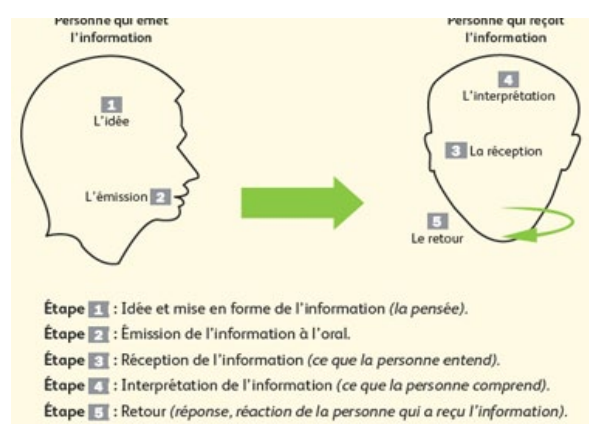 Personne qui émet
l'information
Personne qui reçoit
l'information
1
L'idée
L'émission 2
4
L'interprétation
3 La réception
5
Le retour
Étape 1 : Idée et mise en forme de l'information (la pensée).
Étape 2 : Émission de l'information à l'oral.
Étape 3 : Réception de l'information (ce que la personne entend).
Étape 4 : Interprétation de l'information (ce que la personne comprend).
Étape 5 : Retour (réponse, réaction de la personne qui a reçu l'information).